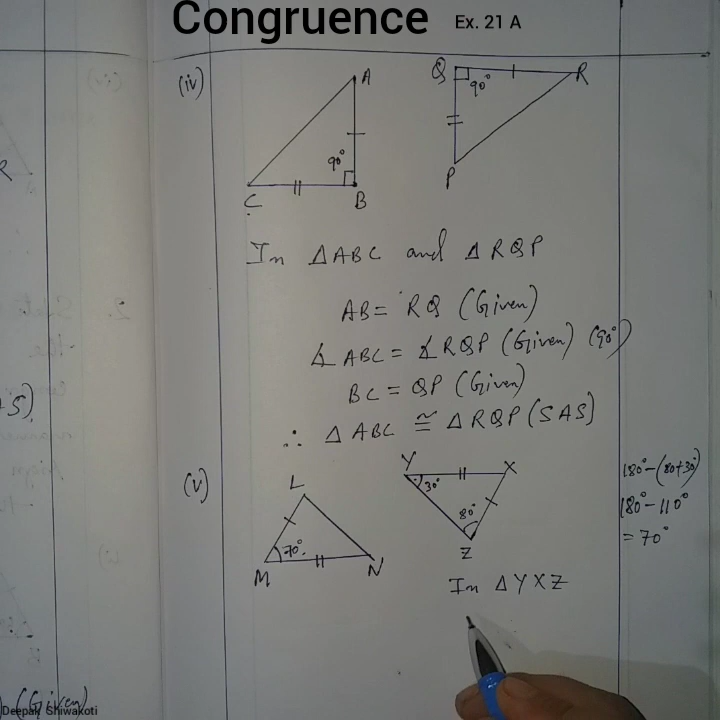 Congruence Ex. 21 A
(iv)
A
90°
C
B
Q
90°
R
P
In ΔABC and ΔRQP
AB = RQ (Given)
∡ABC = ∡RQP (Given) (90°)
BC = QP (Given)
∴ ΔABC ≅ ΔRQP (SAS)
(v)
L
70°
M
N
Y
30°
X
80°
Z
180° - (80+30°)
180° - 110°
= 70°
In ΔYXZ
(Given)
Deepak Shiwakoti